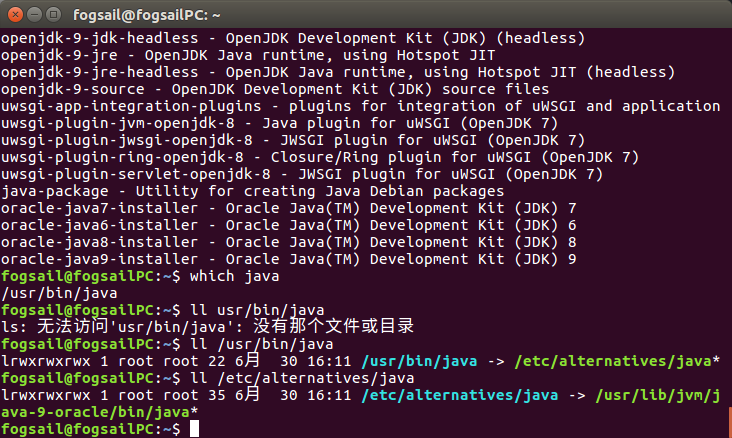 fogsail@fogsailPC: ~
openjdk-9-jdk-headless - OpenJDK Development Kit (JDK) (headless)
openjdk-9-jre - OpenJDK Java runtime, using Hotspot JIT
openjdk-9-jre-headless - OpenJDK Java runtime, using Hotspot JIT (headless)
openjdk-9-source - OpenJDK Development Kit (JDK) source files
uwsgi-app-integration-plugins - plugins for integration of uWSGI and application
uwsgi-plugin-jvm-openjdk-8 - Java plugin for uWSGI (OpenJDK 7)
uwsgi-plugin-jwsgi-openjdk-8 - JWSGI plugin for uWSGI (OpenJDK 7)
uwsgi-plugin-ring-openjdk-8 - Closure/Ring plugin for uWSGI (OpenJDK 7)
uwsgi-plugin-servlet-openjdk-8 - JWSGI plugin for uWSGI (OpenJDK 7)
java-package - Utility for creating Java Debian packages
oracle-java7-installer - Oracle Java(TM) Development Kit (JDK) 7
oracle-java6-installer - Oracle Java(TM) Development Kit (JDK) 6
oracle-java8-installer - Oracle Java(TM) Development Kit (JDK) 8
oracle-java9-installer - Oracle Java(TM) Development Kit (JDK) 9
fogsail@fogsailPC:~$ which java
/usr/bin/java
fogsail@fogsailPC:~$ ll usr/bin/java
ls: 无法访问'usr/bin/java': 没有那个文件或目录
fogsail@fogsailPC:~$ ll /usr/bin/java
lrwxrwxrwx 1 root root 22 6月  30 16:11 /usr/bin/java -> /etc/alternatives/java*
fogsail@fogsailPC:~$ ll /etc/alternatives/java
lrwxrwxrwx 1 root root 35 6月  30 16:11 /etc/alternatives/java -> /usr/lib/jvm/j
ava-9-oracle/bin/java*
fogsail@fogsailPC:~$